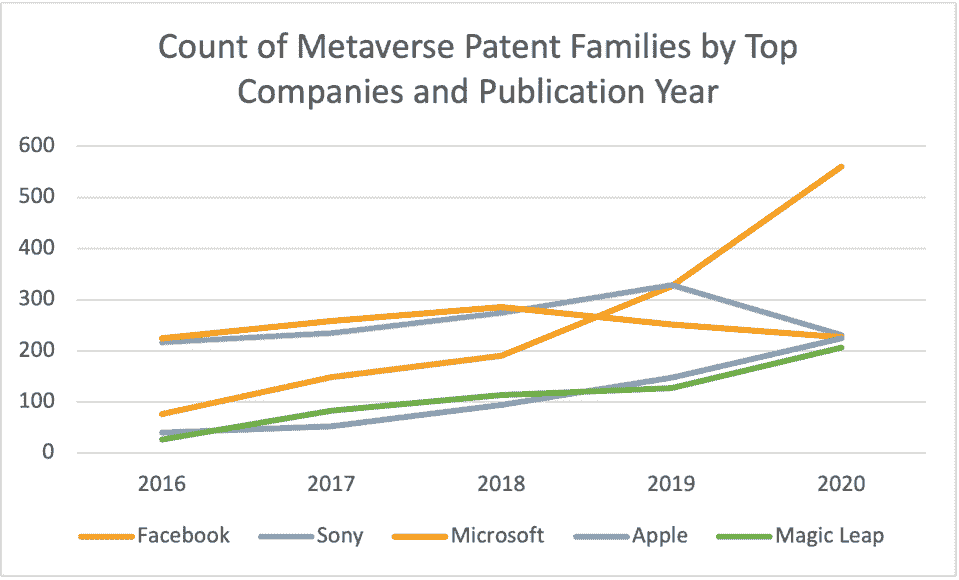 Count of Metaverse Patent Families by Top
Companies and Publication Year
600
500
400
300
200
100
0
2016 2017 2018 2019 2020
Facebook Sony Microsoft Apple Magic Leap